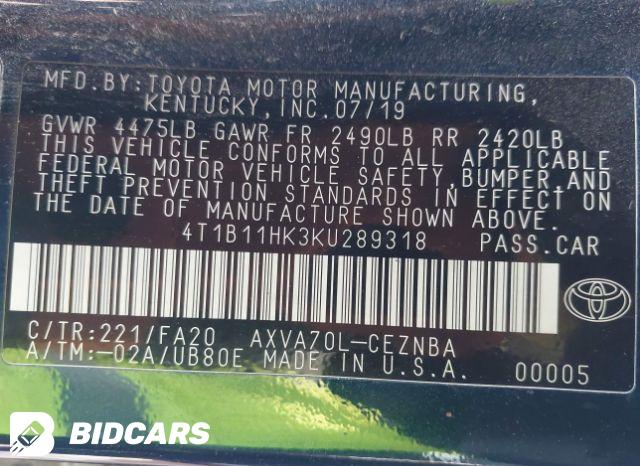 MFD. BY: TOYOTA MOTOR MANUFACTURING,
KENTUCKY, INC. 07/19
GVWR 4475LB GAWR FR 2490LB RR 2420LB
THIS VEHICLE CONFORMS TO ALL APPLICABLE
FEDERAL MOTOR VEHICLE SAFETY, BUMPER, AND
THEFT PREVENTION STANDARDS IN EFFECT ON
THE DATE OF MANUFACTURE SHOWN ABOVE.
4T1B11HK3KU289318 PASS. CAR
C/TR: 221/FA20 AXVA70L-CEZNBA
A/TM: -02A/UB80E MADE IN U.S.A. 00005
BIDCARS